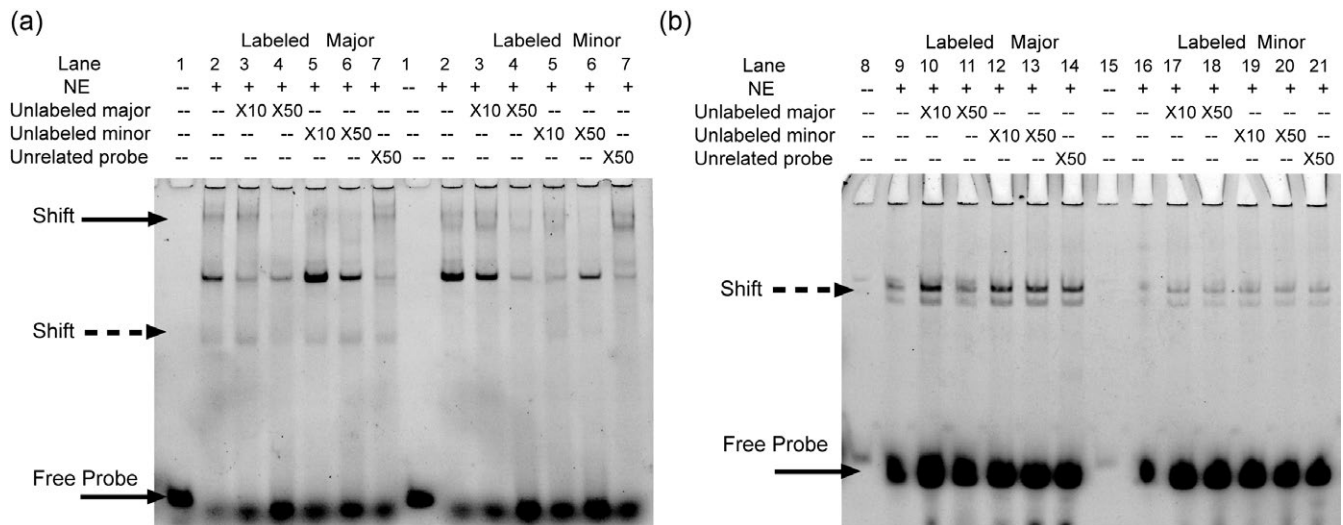 (a)
Labeled Major Labeled Minor
Lane 1 2 3 4 5 6 7 1 2 3 4 5 6 7
NE -- + + + + + + -- + + + + + +
Unlabeled major -- -- X10 X50 -- -- -- -- -- X10 X50 -- -- --
Unlabeled minor -- -- -- -- X10 X50 -- -- -- -- -- X10 X50 --
Unrelated probe -- -- -- -- -- -- X50 -- -- -- -- -- -- X50
Shift
Shift
Free Probe
(b)
Labeled Major Labeled Minor
Lane 8 9 10 11 12 13 14 15 16 17 18 19 20 21
NE -- + + + + + + -- + + + + + +
Unlabeled major -- -- X10 X50 -- -- -- -- -- X10 X50 -- -- --
Unlabeled minor -- -- -- -- X10 X50 -- -- -- -- -- X10 X50 --
Unrelated probe -- -- -- -- -- -- X50 -- -- -- -- -- -- X50
Shift
Free Probe